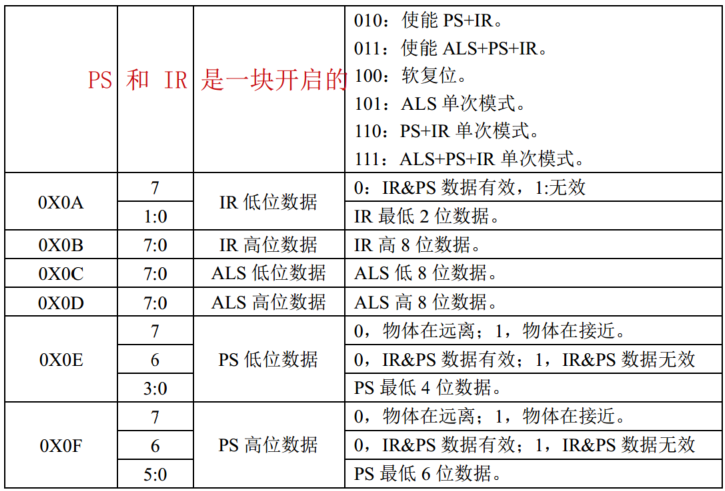 010：使能 PS+IR。
011：使能 ALS+PS+IR。
PS 和 IR 是一块开启的
100：软复位。
101：ALS 单次模式。
110：PS+IR 单次模式。
111：ALS+PS+IR 单次模式。
0X0A 7 IR 低位数据 0：IR&PS 数据有效，1:无效
1:0 IR 最低 2 位数据。
0X0B 7:0 IR 高位数据 IR 高 8 位数据。
0X0C 7:0 ALS 低位数据 ALS 低 8 位数据。
0X0D 7:0 ALS 高位数据 ALS 高 8 位数据。
0X0E 7 PS 低位数据 0，物体在远离；1，物体在接近。
6 0，IR&PS 数据有效；1，IR&PS 数据无效
3:0 PS 最低 4 位数据。
0X0F 7 PS 高位数据 0，物体在远离；1，物体在接近。
6 0，IR&PS 数据有效；1，IR&PS 数据无效
5:0 PS 最低 6 位数据。